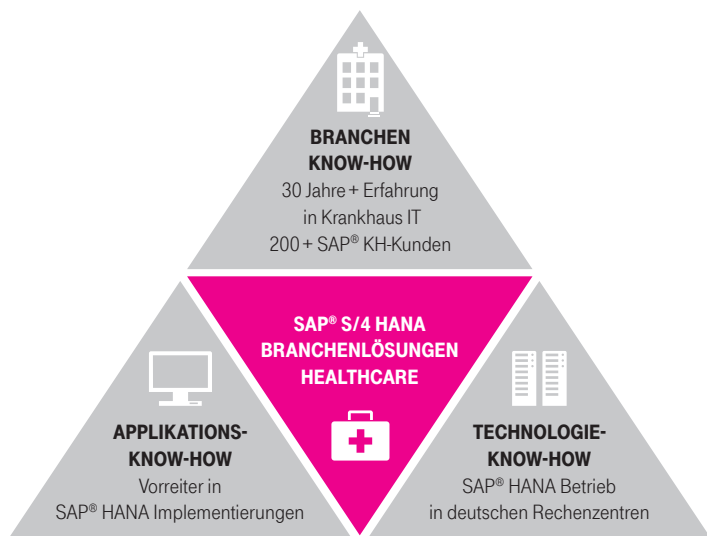 BRANCHEN
KNOW-HOW
30 Jahre + Erfahrung
in Krankhaus IT
200 + SAP® KH-Kunden
SAP® S/4 HANA
BRANCHENLÖSUNGEN
HEALTHCARE
APPLIKATIONS-
KNOW-HOW
Vorreiter in
SAP® HANA Implementierungen
TECHNOLOGIE-
KNOW-HOW
SAP® HANA Betrieb
in deutschen Rechenzentren